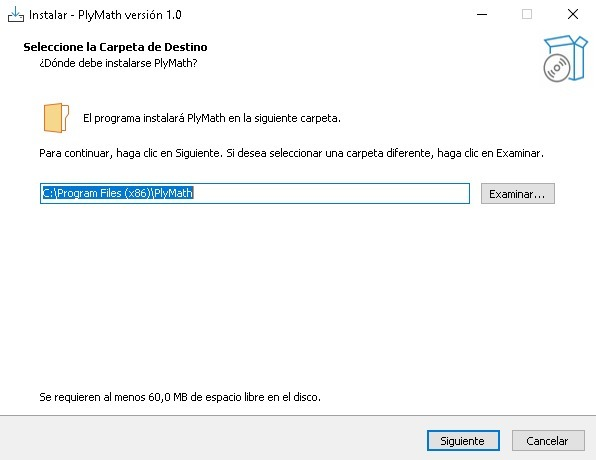 Instalar - PlyMath versión 1.0
Seleccione la Carpeta de Destino
¿Dónde debe instalarse PlyMath?
El programa instalará PlyMath en la siguiente carpeta.
Para continuar, haga clic en Siguiente. Si desea seleccionar una carpeta diferente, haga clic en Examinar.
C:\Program Files (x86)\PlyMath
Examinar...
Se requieren al menos 60,0 MB de espacio libre en el disco.
Siguiente
Cancelar